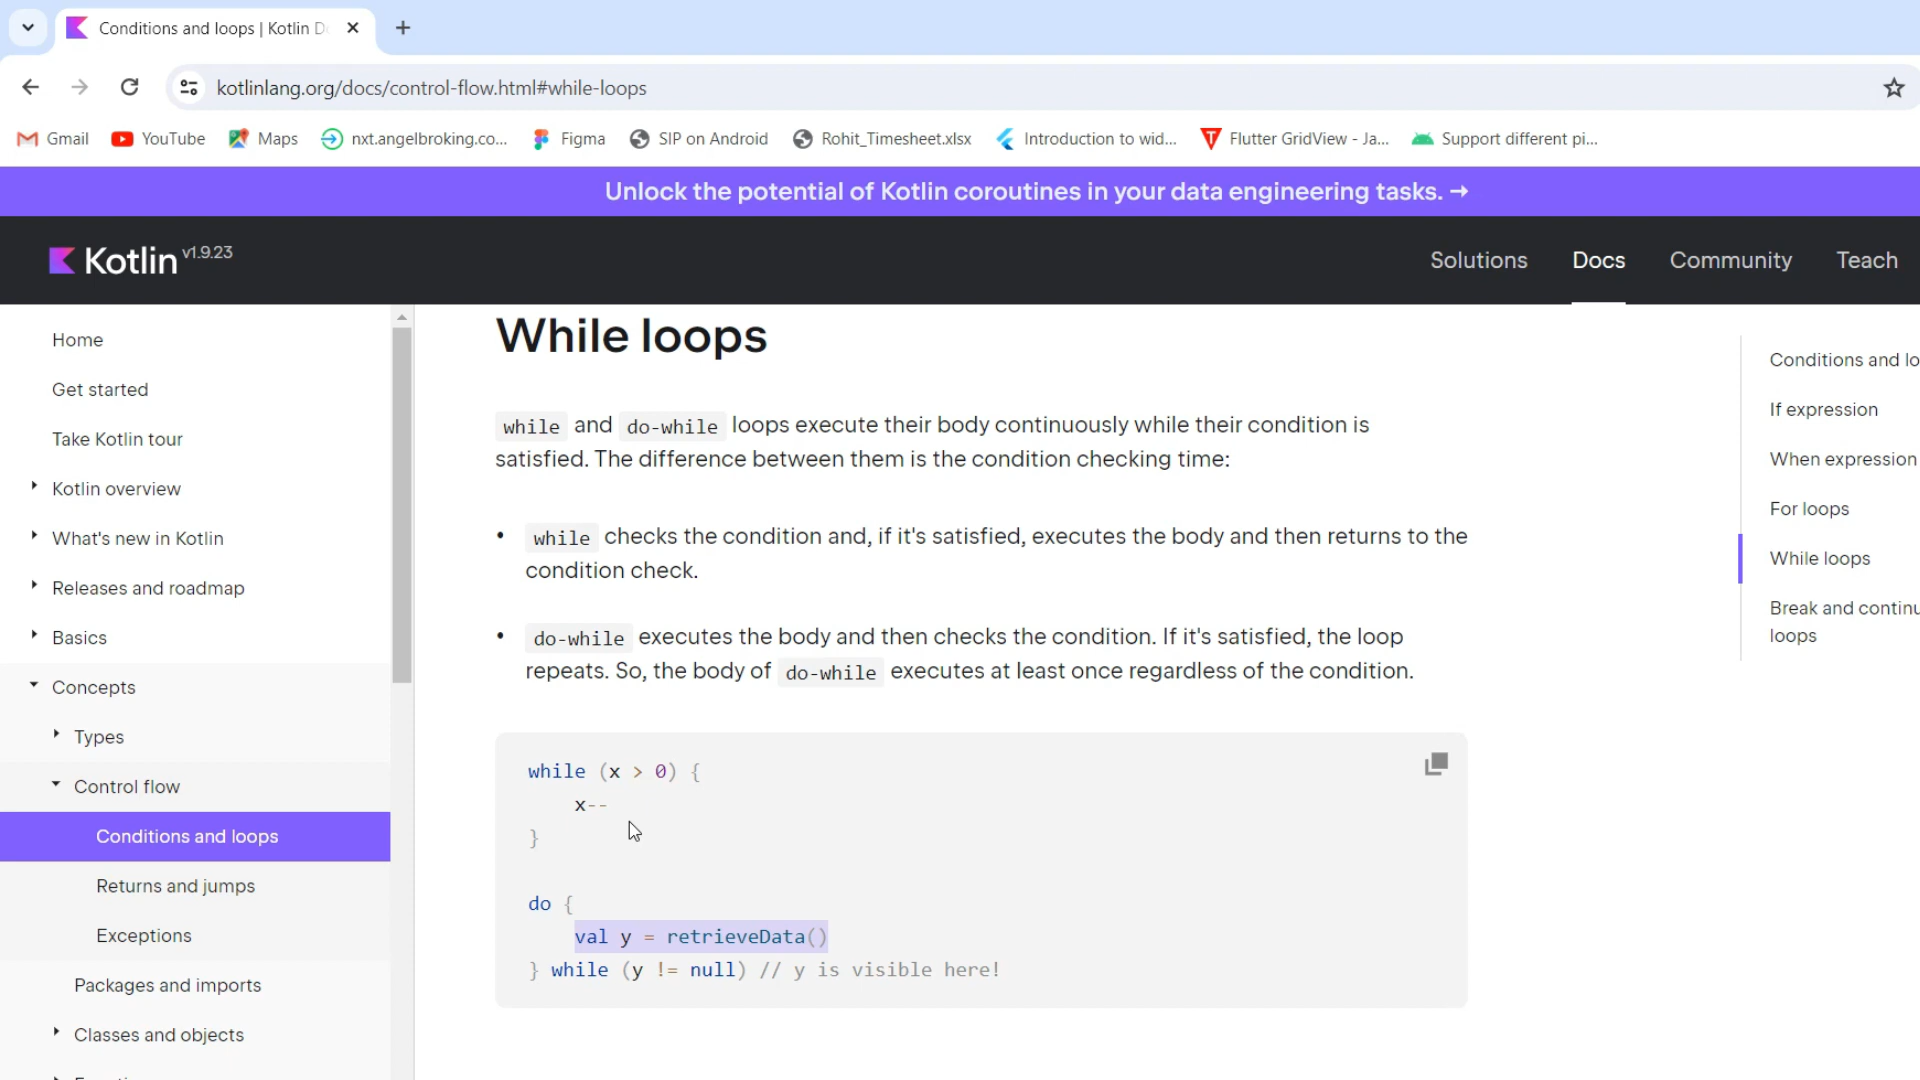 Conditions and loops | Kotlin D
kotlinlang.org/docs/control-flow.html#while-loops
Gmail
YouTube
Maps
nxt.angelbroking.co...
Figma
SIP on Android
Rohit_Timesheet.xlsx
Introduction to wid...
Flutter GridView - Ja...
Support different pi...
Unlock the potential of Kotlin coroutines in your data engineering tasks. →
Kotlin v1.9.23
Solutions
Docs
Community
Teach
Home
Get started
Take Kotlin tour
Kotlin overview
What's new in Kotlin
Releases and roadmap
Basics
Concepts
Types
Control flow
Conditions and loops
Returns and jumps
Exceptions
Packages and imports
Classes and objects
While loops
while and do-while loops execute their body continuously while their condition is
satisfied. The difference between them is the condition checking time:
• while checks the condition and, if it's satisfied, executes the body and then returns to the
condition check.
• do-while executes the body and then checks the condition. If it's satisfied, the loop
repeats. So, the body of do-while executes at least once regardless of the condition.
while (x > 0) {
x--
}
do {
val y = retrieveData()
} while (y != null) // y is visible here!
Conditions and lo
If expression
When expression
For loops
While loops
Break and continu
loops